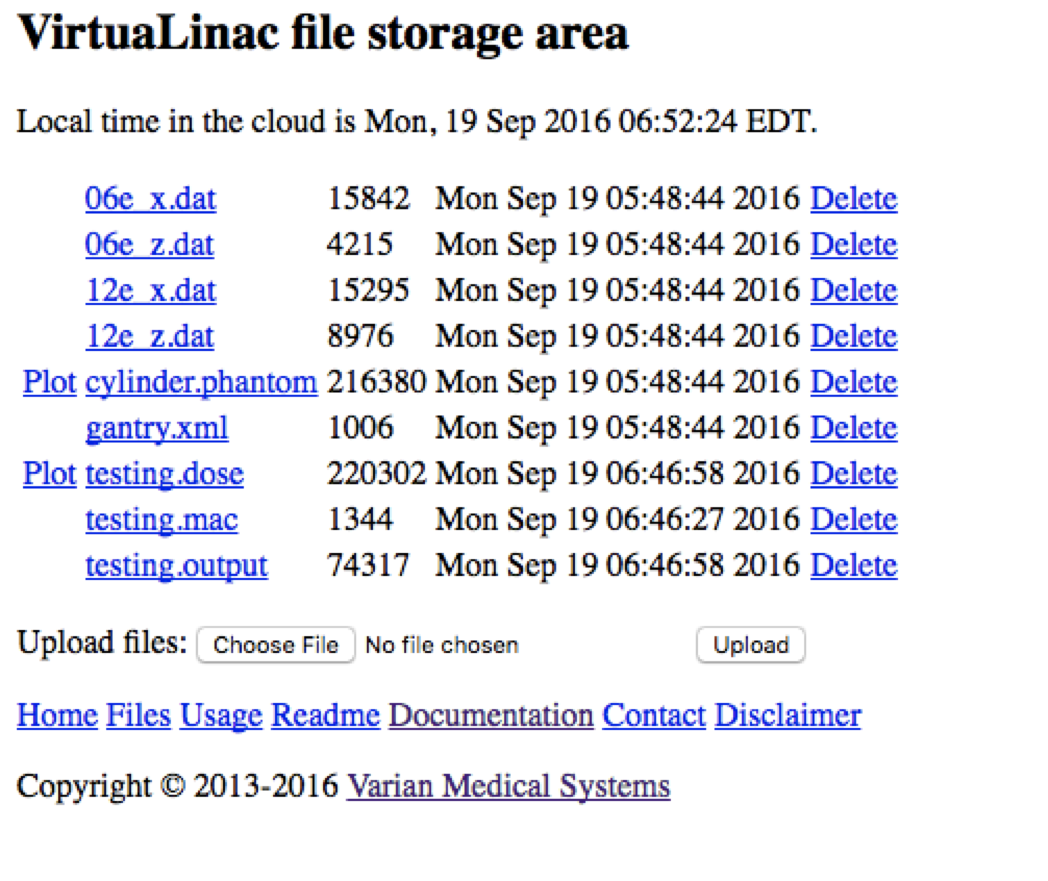 VirtuaLinac file storage area
Local time in the cloud is Mon, 19 Sep 2016 06:52:24 EDT.
06e_x.dat 15842 Mon Sep 19 05:48:44 2016 Delete
06e_z.dat 4215 Mon Sep 19 05:48:44 2016 Delete
12e_x.dat 15295 Mon Sep 19 05:48:44 2016 Delete
12e_z.dat 8976 Mon Sep 19 05:48:44 2016 Delete
Plot cylinder.phantom 216380 Mon Sep 19 05:48:44 2016 Delete
gantry.xml 1006 Mon Sep 19 05:48:44 2016 Delete
Plot testing.dose 220302 Mon Sep 19 06:46:58 2016 Delete
testing.mac 1344 Mon Sep 19 06:46:27 2016 Delete
testing.output 74317 Mon Sep 19 06:46:58 2016 Delete
Upload files: Choose File No file chosen Upload
Home Files Usage Readme Documentation Contact Disclaimer
Copyright © 2013-2016 Varian Medical Systems